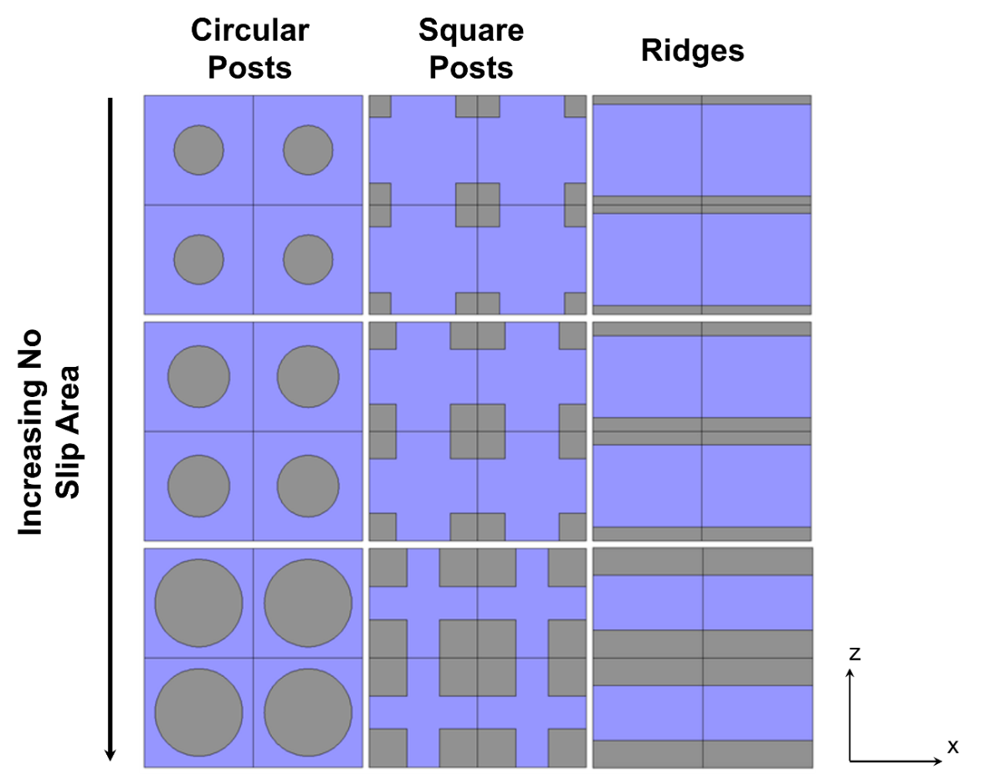 Circular
Posts
Square
Posts
Ridges
Increasing No
Slip Area
z
x